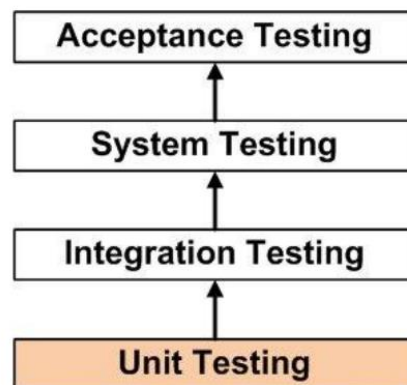 Acceptance Testing
System Testing
Integration Testing
Unit Testing